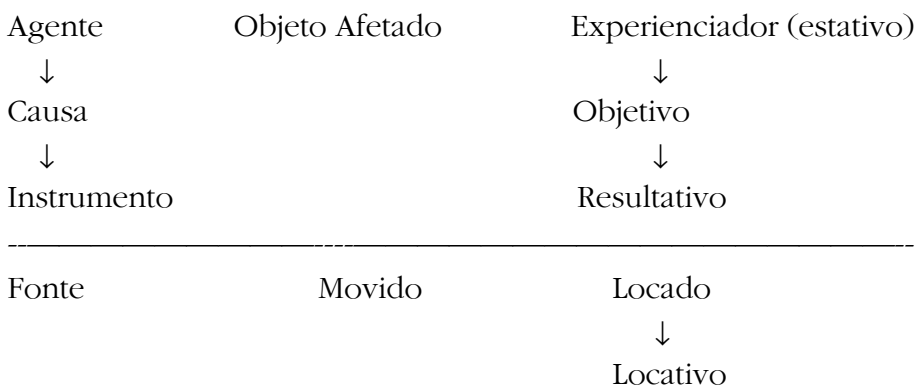 Agente Objeto Afetado Experienciador (estativo)
↓ ↓
Causa Objetivo
↓ ↓
Instrumento Resultativo
Fonte Movido Locado
↓
Locativo